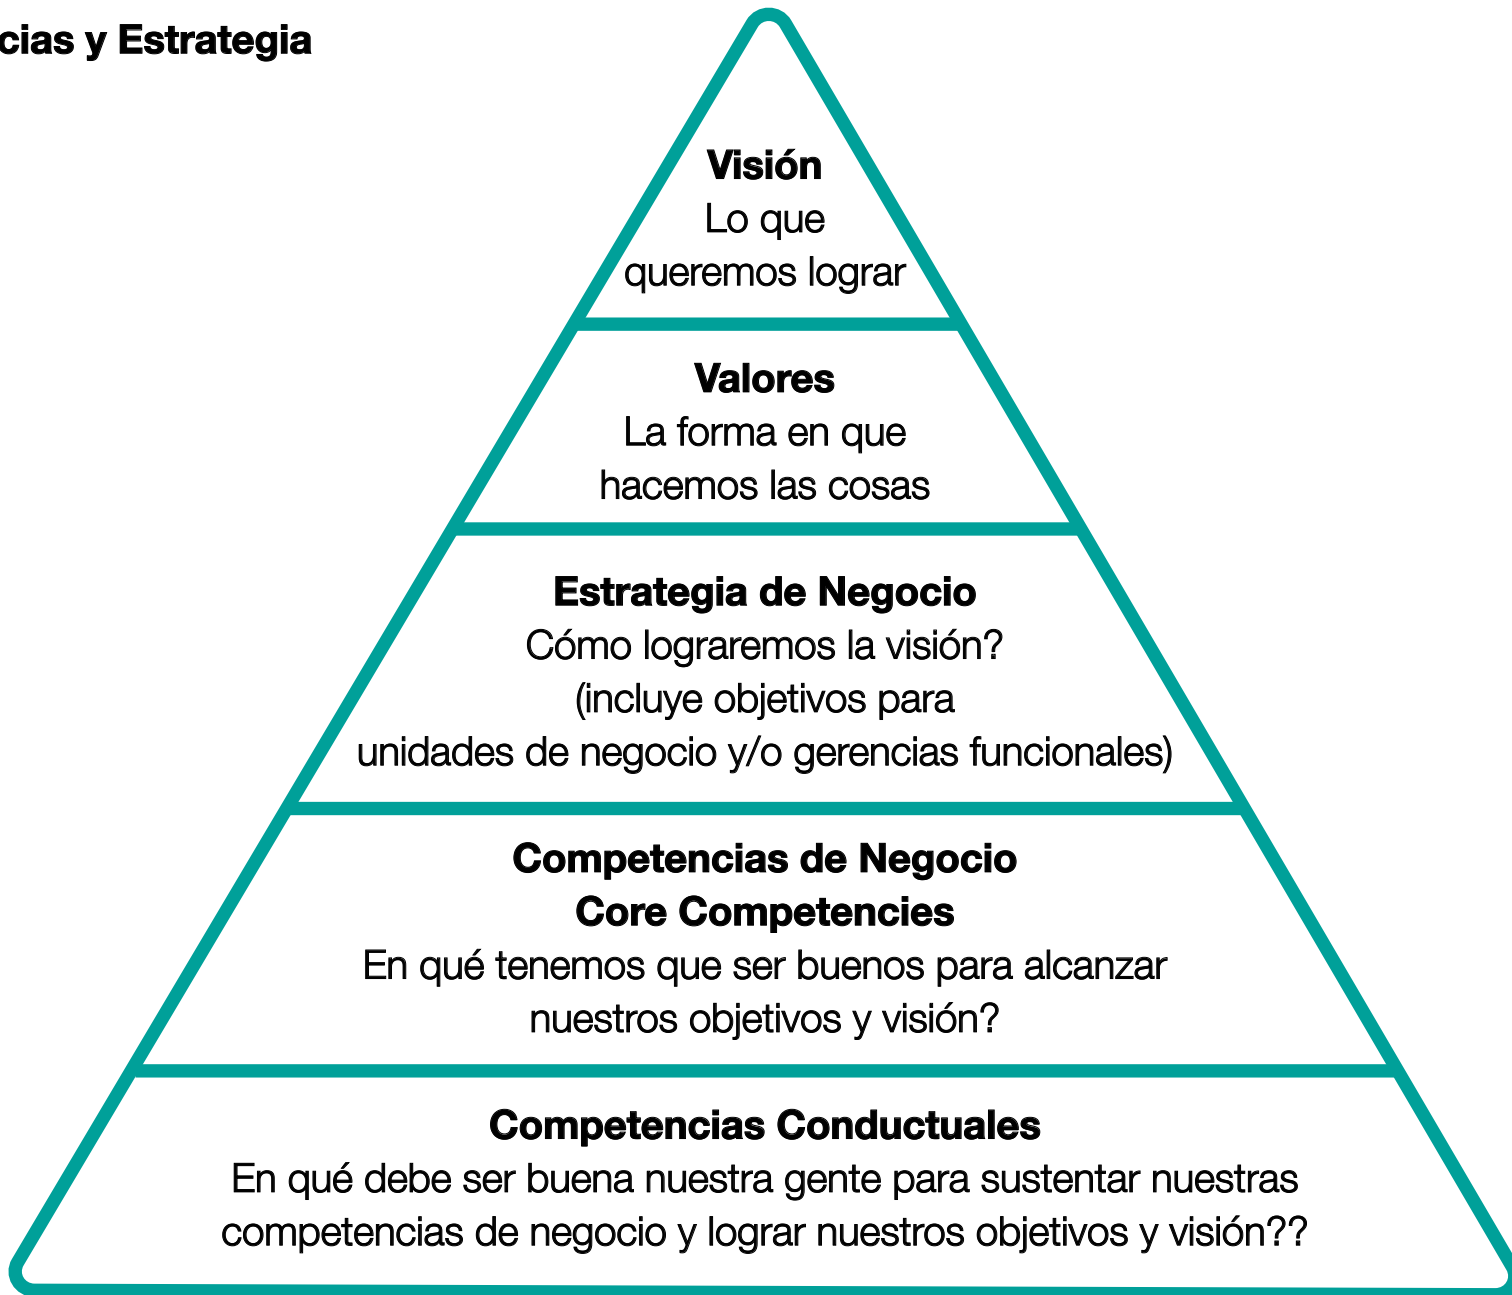 cias y Estrategia
Visión
Lo que
queremos lograr
Valores
La forma en que
hacemos las cosas
Estrategia de Negocio
Cómo lograremos la visión?
(incluye objetivos para
unidades de negocio y/o gerencias funcionales)
Competencias de Negocio
Core Competencies
En qué tenemos que ser buenos para alcanzar
nuestros objetivos y visión?
Competencias Conductuales
En qué debe ser buena nuestra gente para sustentar nuestras
competencias de negocio y lograr nuestros objetivos y visión??